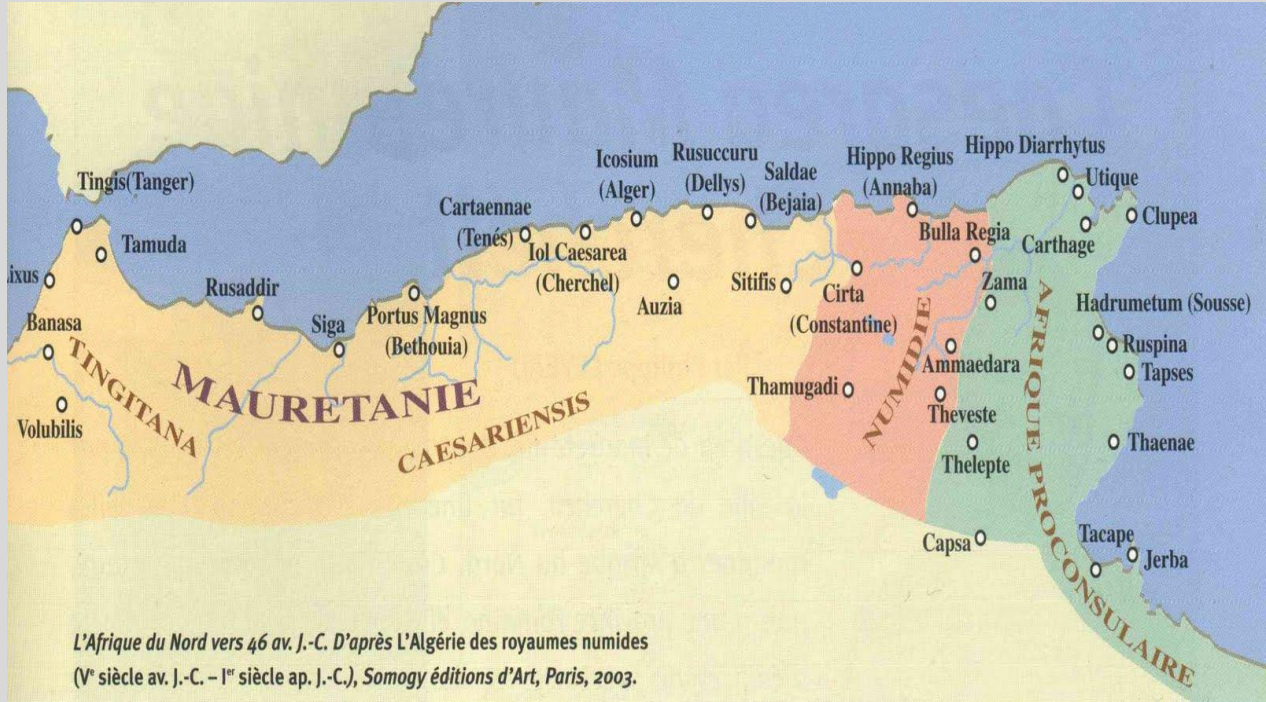 Tingis(Tanger)
Tamuda
Lixus
Banasa
Volubilis
Rusaddir
Siga
Portus Magnus
(Bethouia)
Cartaennae
(Tenés)
Iol Caesarea
(Cherchel)
Icosium
(Alger)
Rusuccuru
(Dellys)
Saldae
(Bejaia)
Auzia
Sitifis
Hippo Regius
(Annaba)
Hippo Diarrhytus
Utique
Clupea
Carthage
Bulla Regia
Cirta
(Constantine)
Zama
Hadrumetum (Sousse)
Ruspina
Tapses
Ammaedara
Thamugadi
Theveste
Thelepte
Thaenae
Capsa
Tacape
Jerba
TINGITANA
MAURETANIE
CAESARIENSIS
NUMIDIE
AFRIQUE PROCONSULAIRE
L'Afrique du Nord vers 46 av. J.-C. D'après L'Algérie des royaumes numides
(Ve siècle av. J.-C. – Ier siècle ap. J.-C.), Somogy éditions d'Art, Paris, 2003.